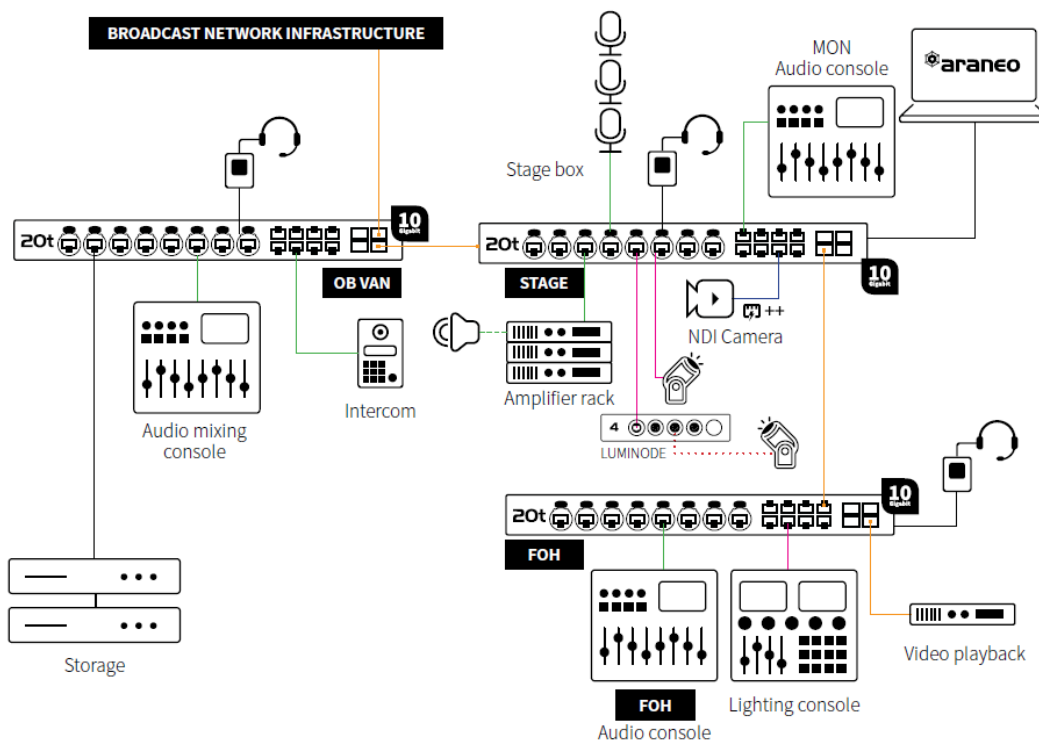 BROADCAST NETWORK INFRASTRUCTURE
MON
Audio console
araneo
Stage box
20t
10
Gigabit
OB VAN
20t
10
Gigabit
STAGE
++
NDI Camera
Intercom
Amplifier rack
Audio mixing
console
4
LUMINODE
20t
10
Gigabit
FOH
Storage
Video playback
FOH
Audio console
Lighting console